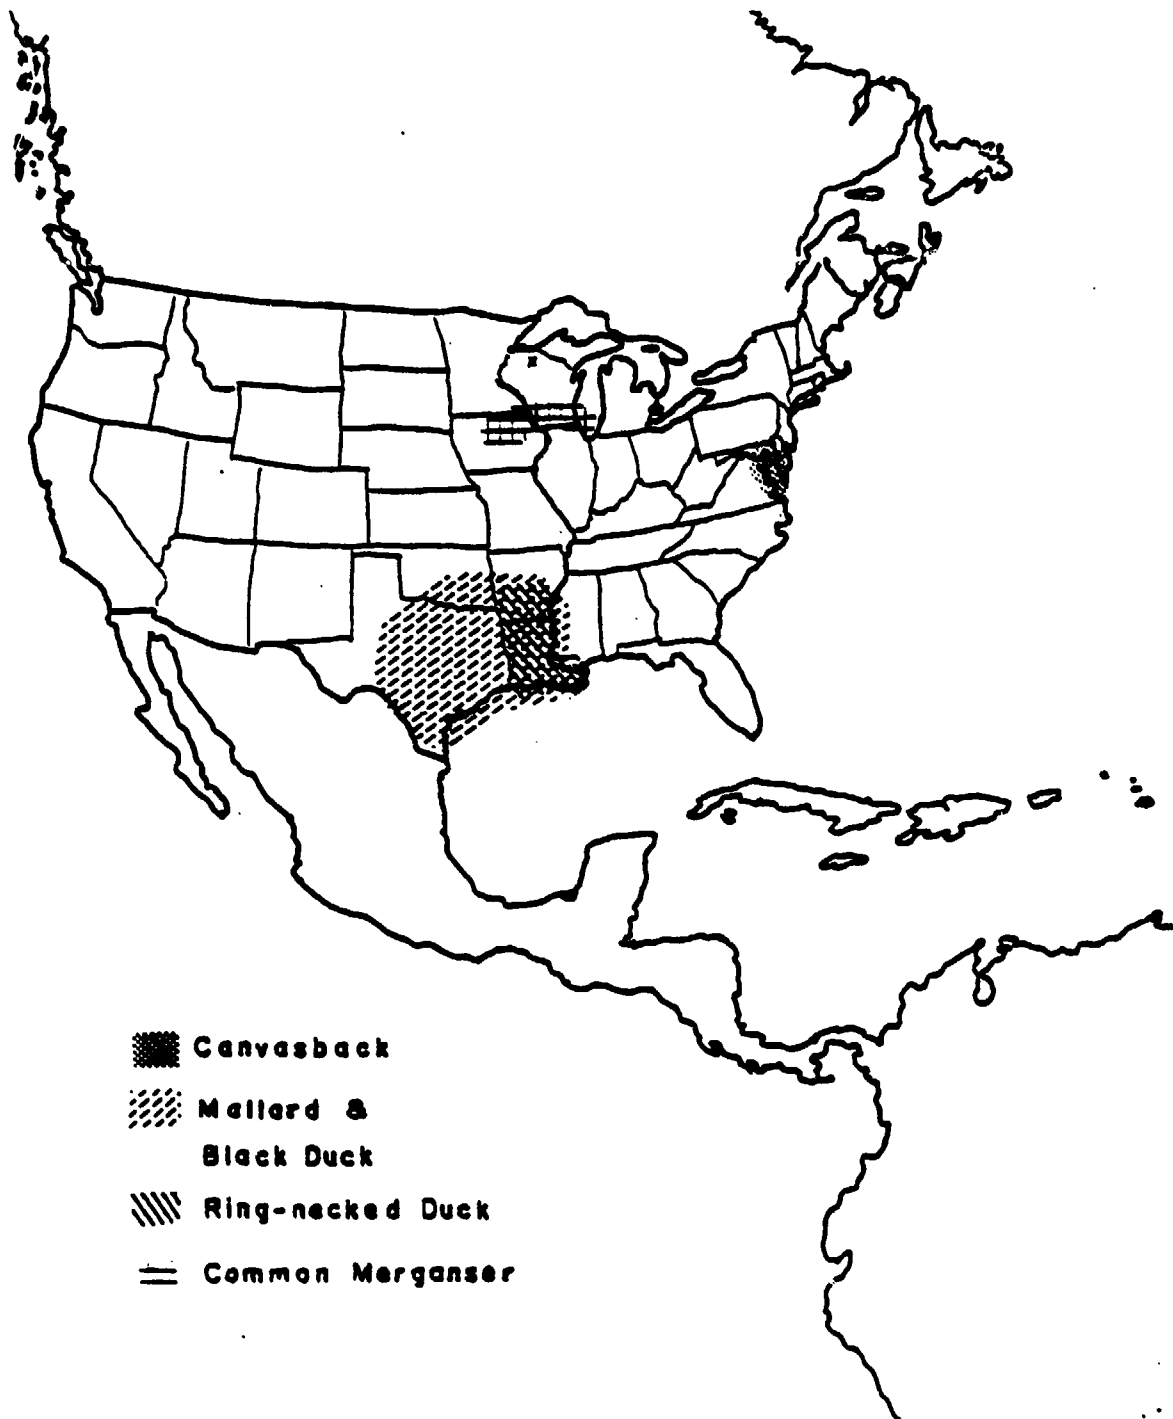 Canvasback
Mallard &
Black Duck
Ring-necked Duck
Common Merganser
x